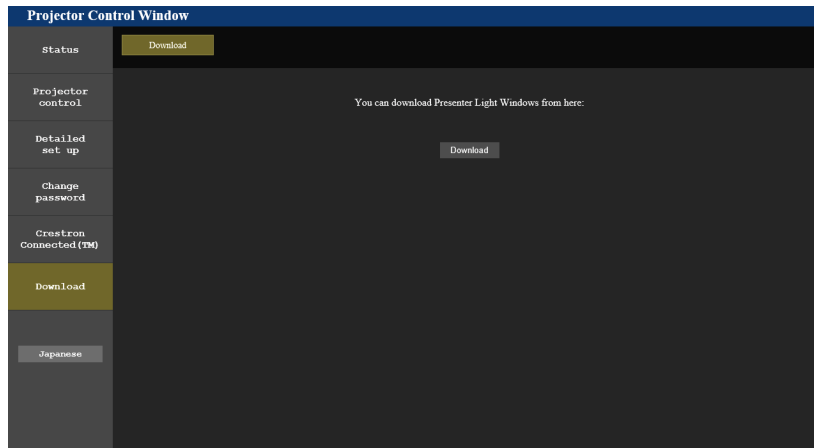 Projector Control Window
Status
Download
Projector
control
You can download Presenter Light Windows from here:
Detailed
set up
Download
Change
password
Crestron
Connected(TM)
Download
Japanese